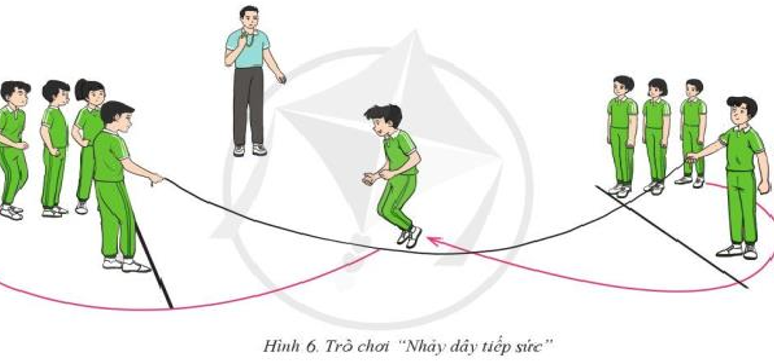 Hình 6. Trò chơi “Nhảy dây tiếp sức”